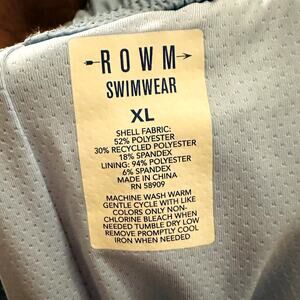 ROWM
SWIMWEAR
XL
SHELL FABRIC:
52% POLYESTER
30% RECYCLED POLYESTER
18% SPANDEX
LINING: 94% POLYESTER
6% SPANDEX
MADE IN CHINA
RN 58909
MACHINE WASH WARM
GENTLE CYCLE WITH LIKE
COLORS ONLY NON-
CHLORINE BLEACH WHEN
NEEDED TUMBLE DRY LOW
REMOVE PROMPTLY COOL
IRON WHEN NEEDED